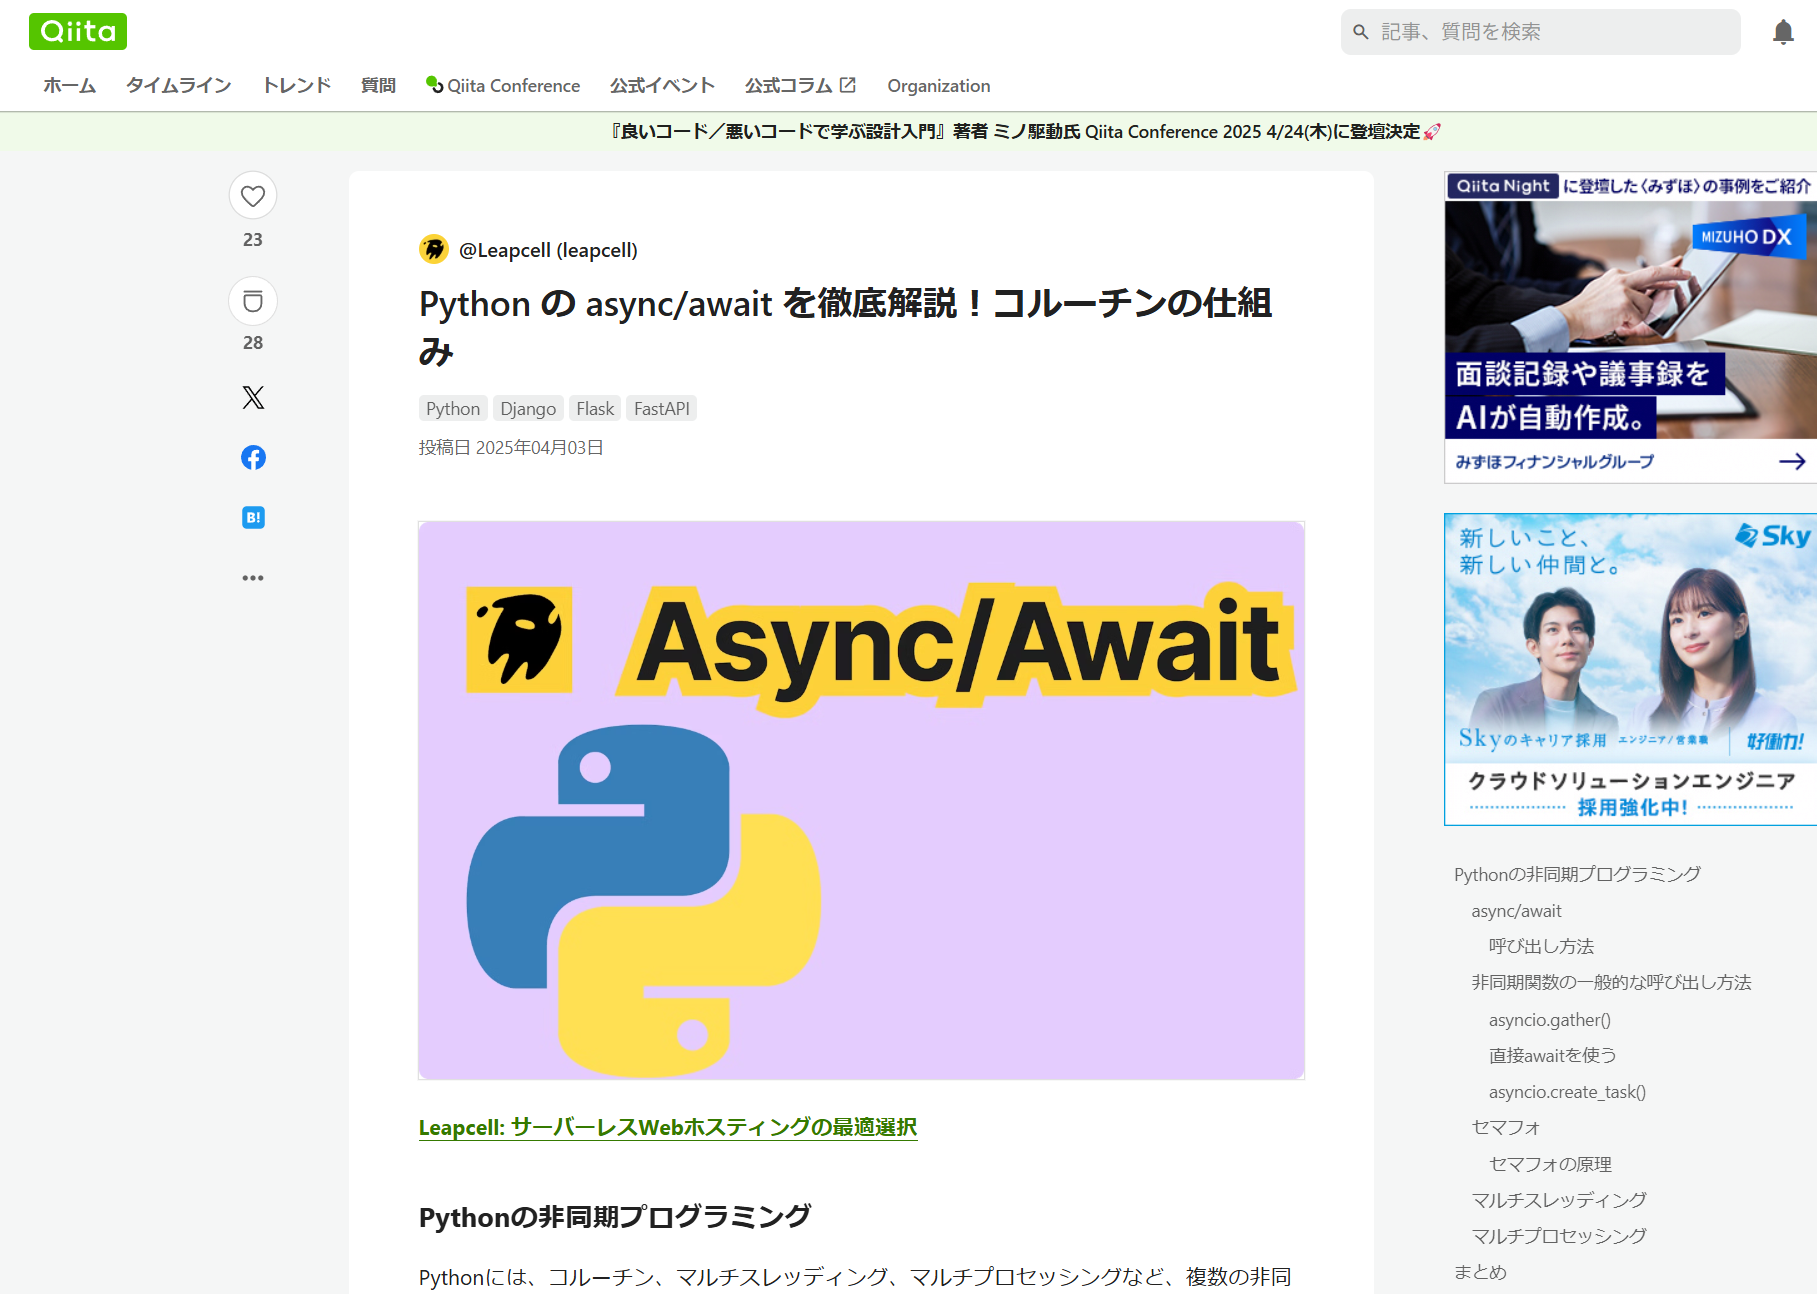 Qiita
記事、質問を検索
ホーム タイムライン トレンド 質問 Qiita Conference 公式イベント 公式コラム Organization
『良いコード／悪いコードで学ぶ設計入門』著者 ミノ駆動氏 Qiita Conference 2025 4/24(木)に登壇決定🚀
23
28
B!
@Leapcell (leapcell)
Python の async/await を徹底解説！コルーチンの仕組
み
Python Django Flask FastAPI
投稿日 2025年04月03日
Async/Await
Leapcell: サーバーレスWebホスティングの最適選択
Pythonの非同期プログラミング
Pythonには、コルーチン、マルチスレッディング、マルチプロセッシングなど、複数の非同
Qiita Night に登壇した〈みずほ〉の事例をご紹介
MIZUHO DX
面談記録や議事録を
AIが自動作成。
みずほフィナンシャルグループ
新しいこと、
新しい仲間と。
Sky
Skyのキャリア採用 エンジニア/営業職 好働力!
クラウドソリューションエンジニア
採用強化中!
Pythonの非同期プログラミング
async/await
呼び出し方法
非同期関数の一般的な呼び出し方法
asyncio.gather()
直接awaitを使う
asyncio.create_task()
セマフォ
セマフォの原理
マルチスレッディング
マルチプロセッシング
まとめ